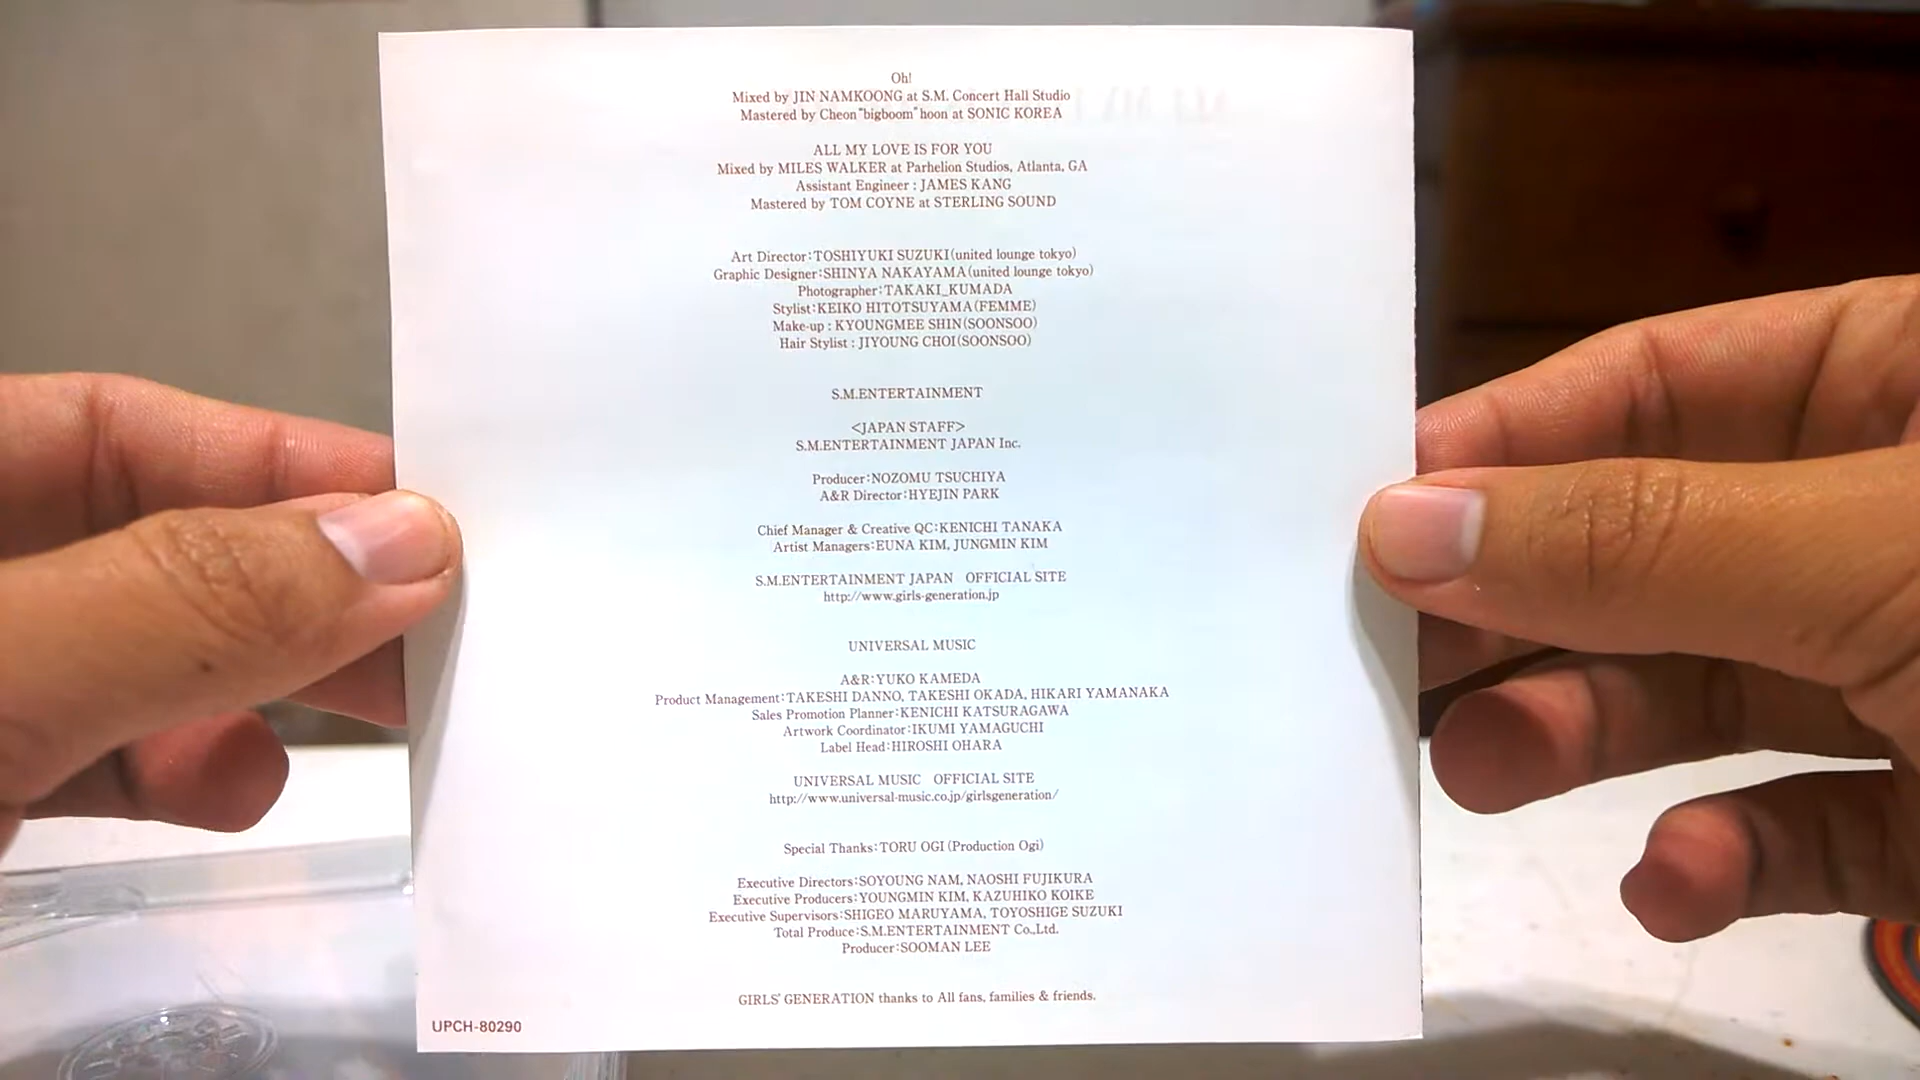 Oh!
Mixed by JIN NAMKOONG at S.M. Concert Hall Studio
Mastered by Cheon"bigboom"hoon at SONIC KOREA
ALL MY LOVE IS FOR YOU
Mixed by MILES WALKER at Parhelion Studios, Atlanta, GA
Assistant Engineer : JAMES KANG
Mastered by TOM COYNE at STERLING SOUND
Art Director:TOSHIYUKI SUZUKI(united lounge tokyo)
Graphic Designer:SHINYA NAKAYAMA(united lounge tokyo)
Photographer:TAKAKI_KUMADA
Stylist:KEIKO HITOTSUYAMA(FEMME)
Make-up : KYOUNGMEE SHIN(SOONSOO)
Hair Stylist : JIYOUNG CHOI(SOONSOO)
S.M.ENTERTAINMENT
<JAPAN STAFF>
S.M.ENTERTAINMENT JAPAN Inc.
Producer:NOZOMU TSUCHIYA
A&R Director:HYEJIN PARK
Chief Manager & Creative QC:KENICHI TANAKA
Artist Managers:EUNA KIM, JUNGMIN KIM
S.M.ENTERTAINMENT JAPAN OFFICIAL SITE
http://www.girls-generation.jp
UNIVERSAL MUSIC
A&R:YUKO KAMEDA
Product Management:TAKESHI DANNO, TAKESHI OKADA, HIKARI YAMANAKA
Sales Promotion Planner:KENICHI KATSURAGAWA
Artwork Coordinator:IKUMI YAMAGUCHI
Label Head:HIROSHI OHARA
UNIVERSAL MUSIC OFFICIAL SITE
http://www.universal-music.co.jp/girlsgeneration/
Special Thanks:TORU OGI (Production Ogi)
Executive Directors:SOYOUNG NAM, NAOSHI FUJIKURA
Executive Producers:YOUNGMIN KIM, KAZUHIKO KOIKE
Executive Supervisors:SHIGEO MARUYAMA, TOYOSHIGE SUZUKI
Total Produce:S.M.ENTERTAINMENT Co.,Ltd.
Producer:SOOMAN LEE
GIRLS' GENERATION thanks to All fans, families & friends.
UPCH-80290